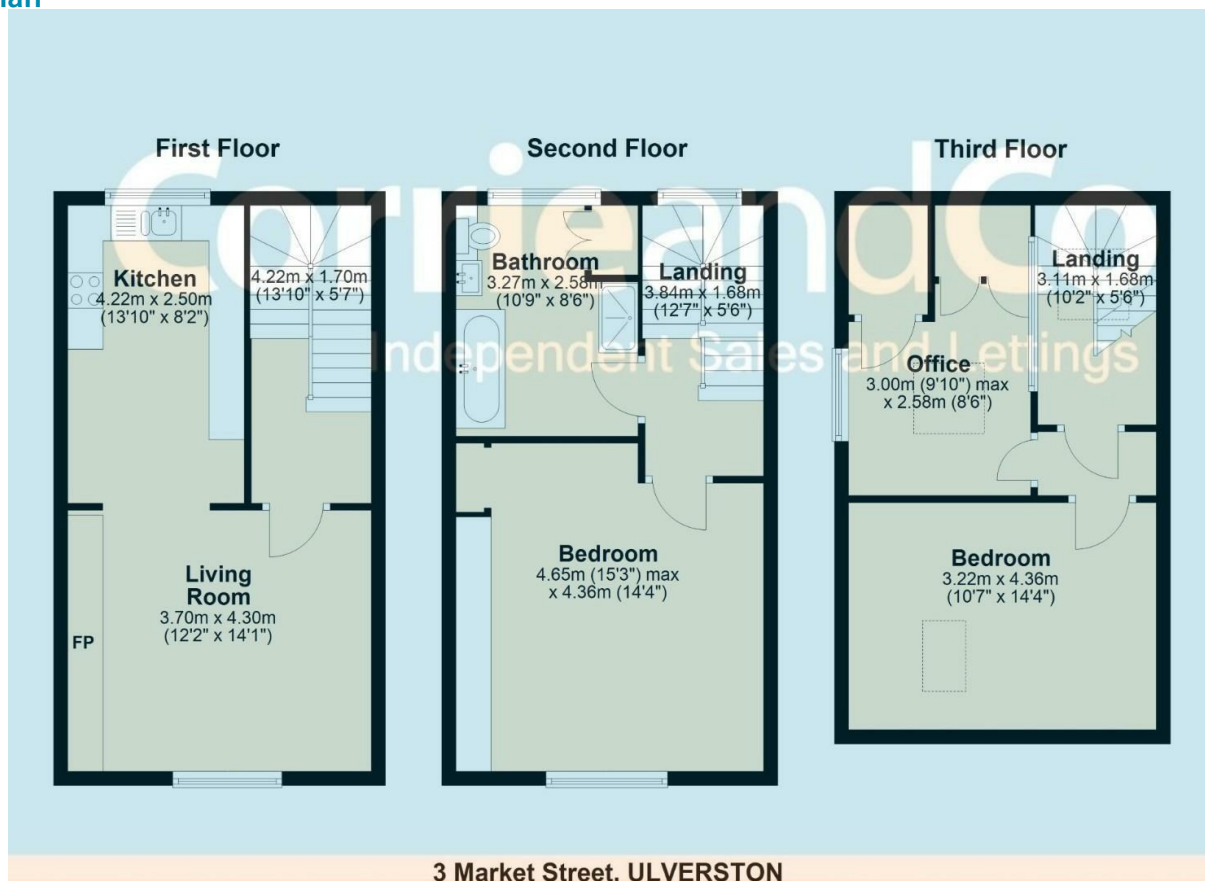 First Floor
Second Floor
Third Floor
CorrieandCo
Independent Sales and Lettings
Kitchen
4.22m x 2.50m
(13'10" x 8'2")
4.22m x 1.70m
(13'10" x 5'7")
Living
Room
3.70m x 4.30m
(12'2" x 14'1")
FP
Bathroom
3.27m x 2.58m
(10'9" x 8'6")
Landing
3.84m x 1.68m
(12'7" x 5'6")
Bedroom
4.65m (15'3") max
x 4.36m (14'4")
Landing
3.11m x 1.68m
(10'2" x 5'6")
Office
3.00m (9'10") max
x 2.58m (8'6")
Bedroom
3.22m x 4.36m
(10'7" x 14'4")
3 Market Street, ULVERSTON